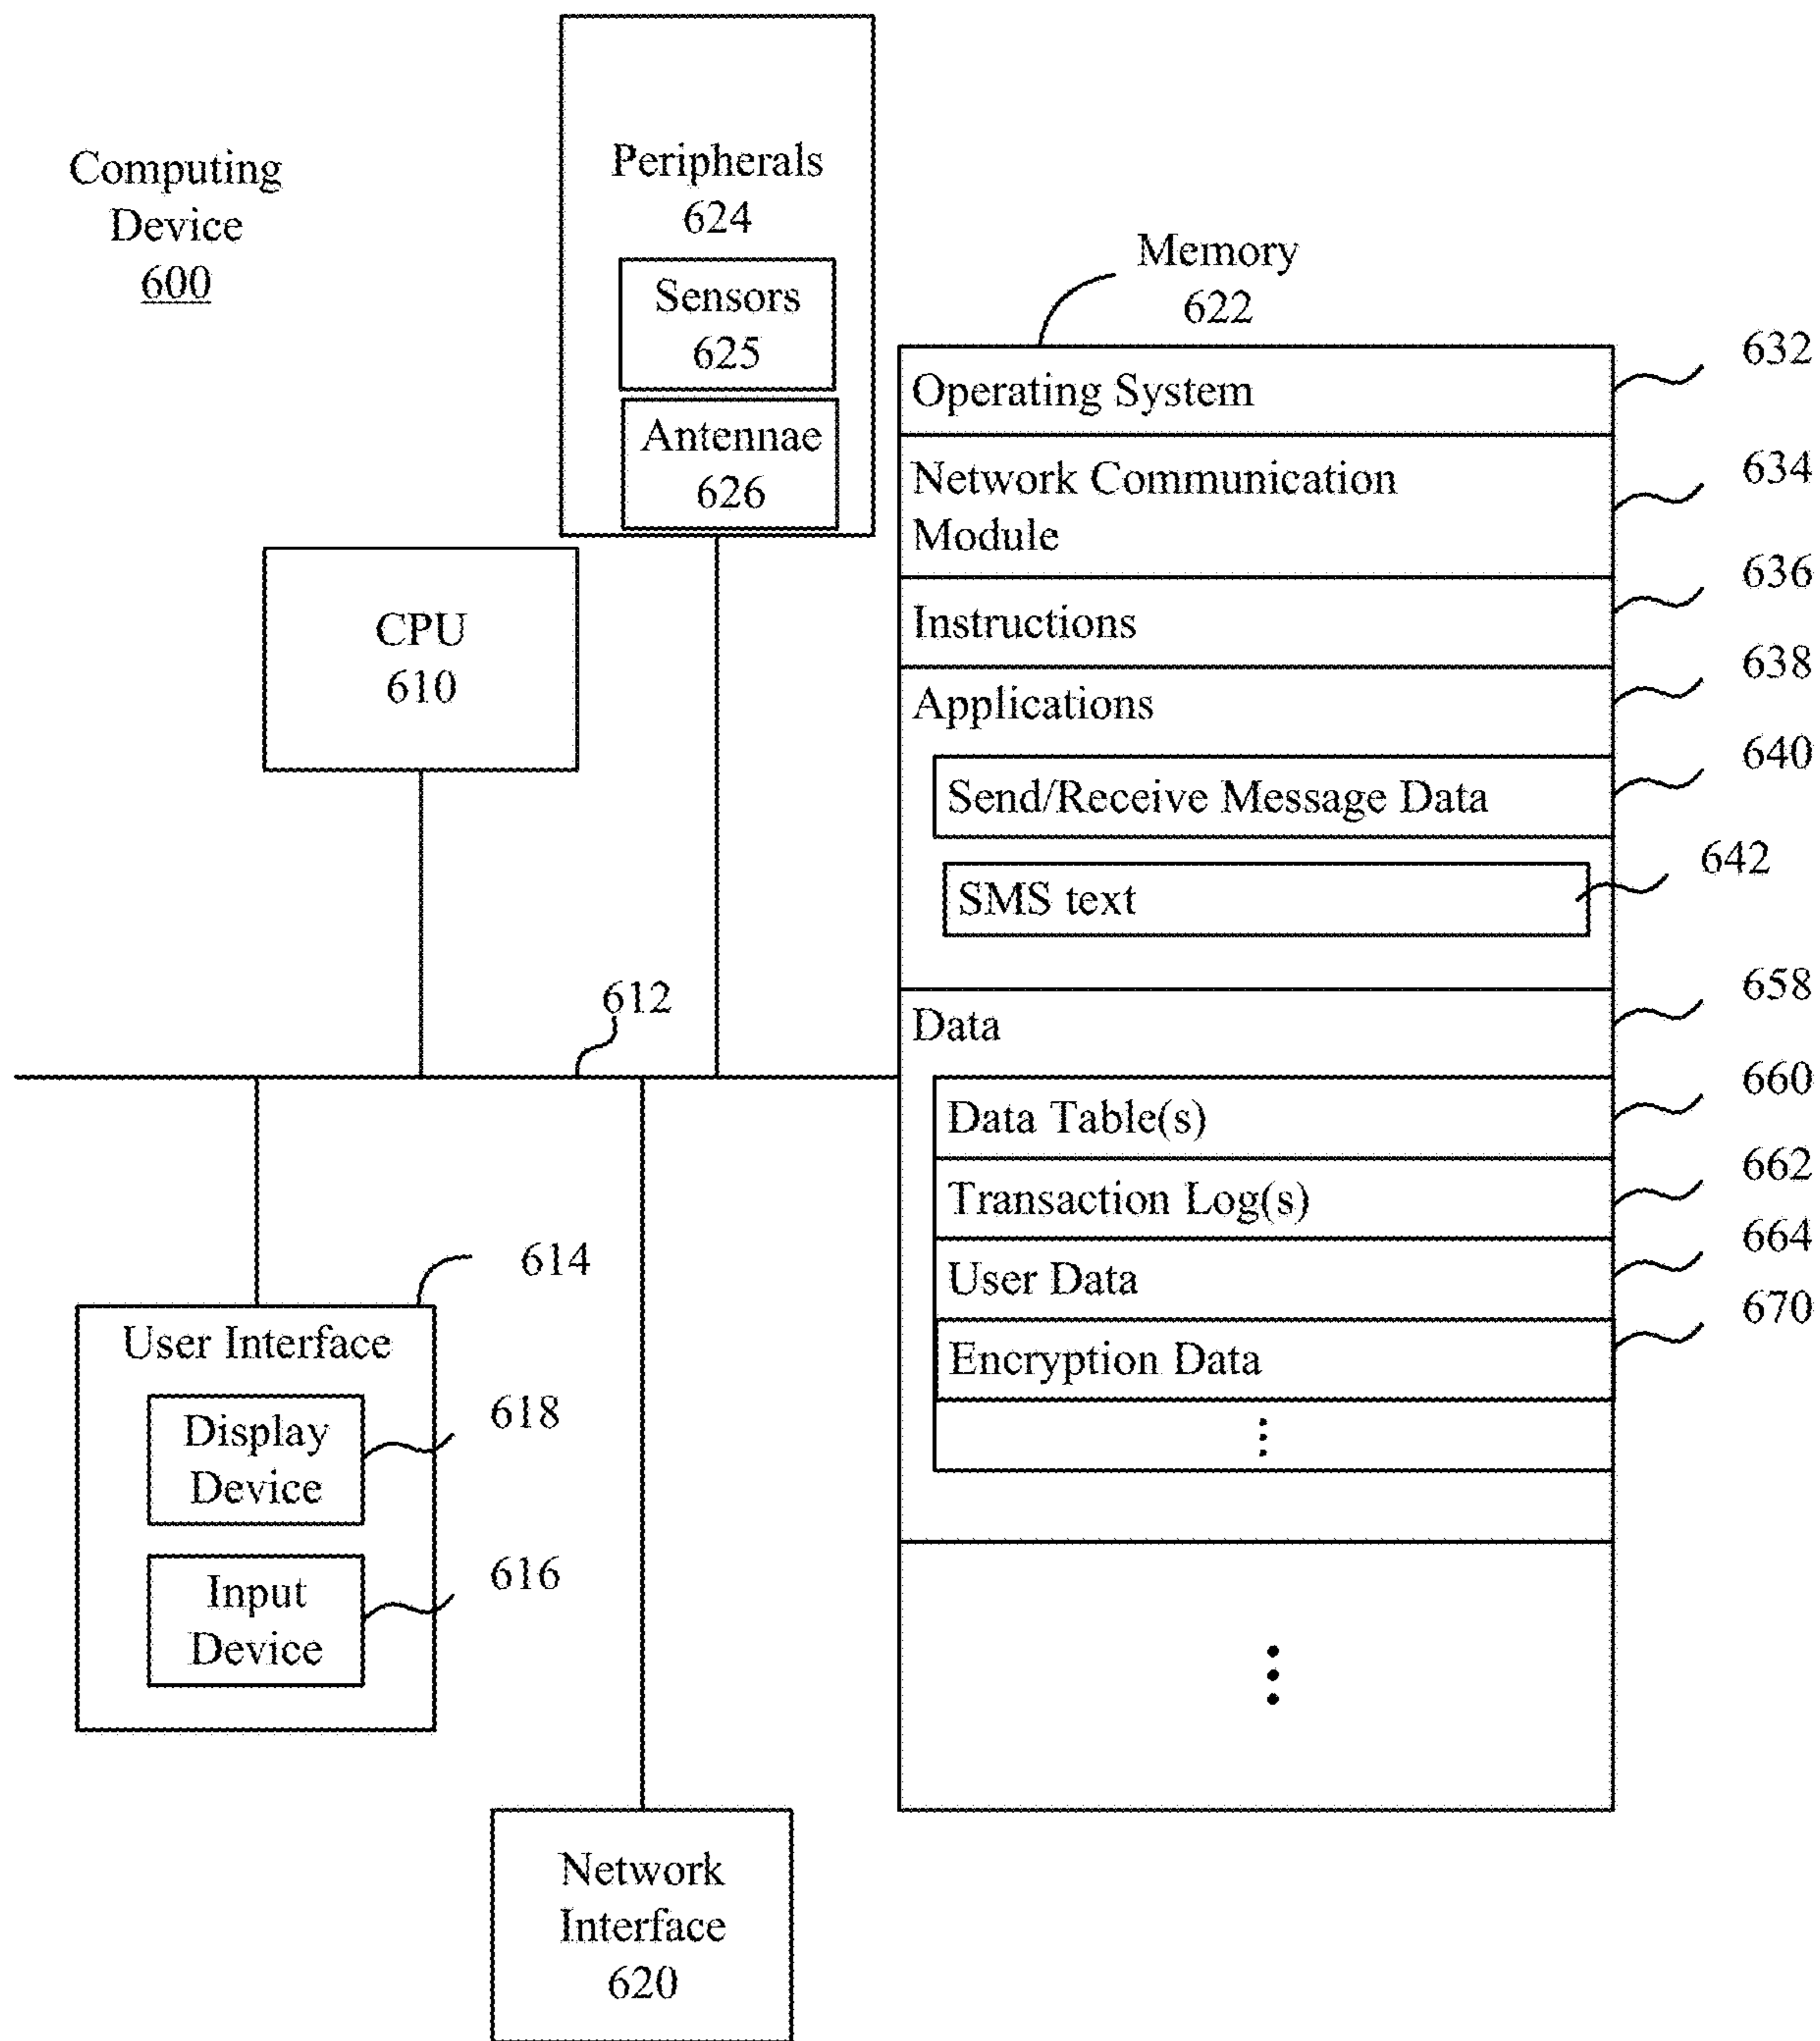 Computing
Device
600
Peripherals
624
Sensors
625
Antennae
626
CPU
610
612
614
User Interface
Display
Device
618
Input
Device
616
Network
Interface
620
Memory
622
Operating System
632
Network Communication
Module
634
Instructions
636
Applications
638
Send/Receive Message Data
640
SMS text
642
Data
658
Data Table(s)
660
Transaction Log(s)
662
User Data
664
Encryption Data
670